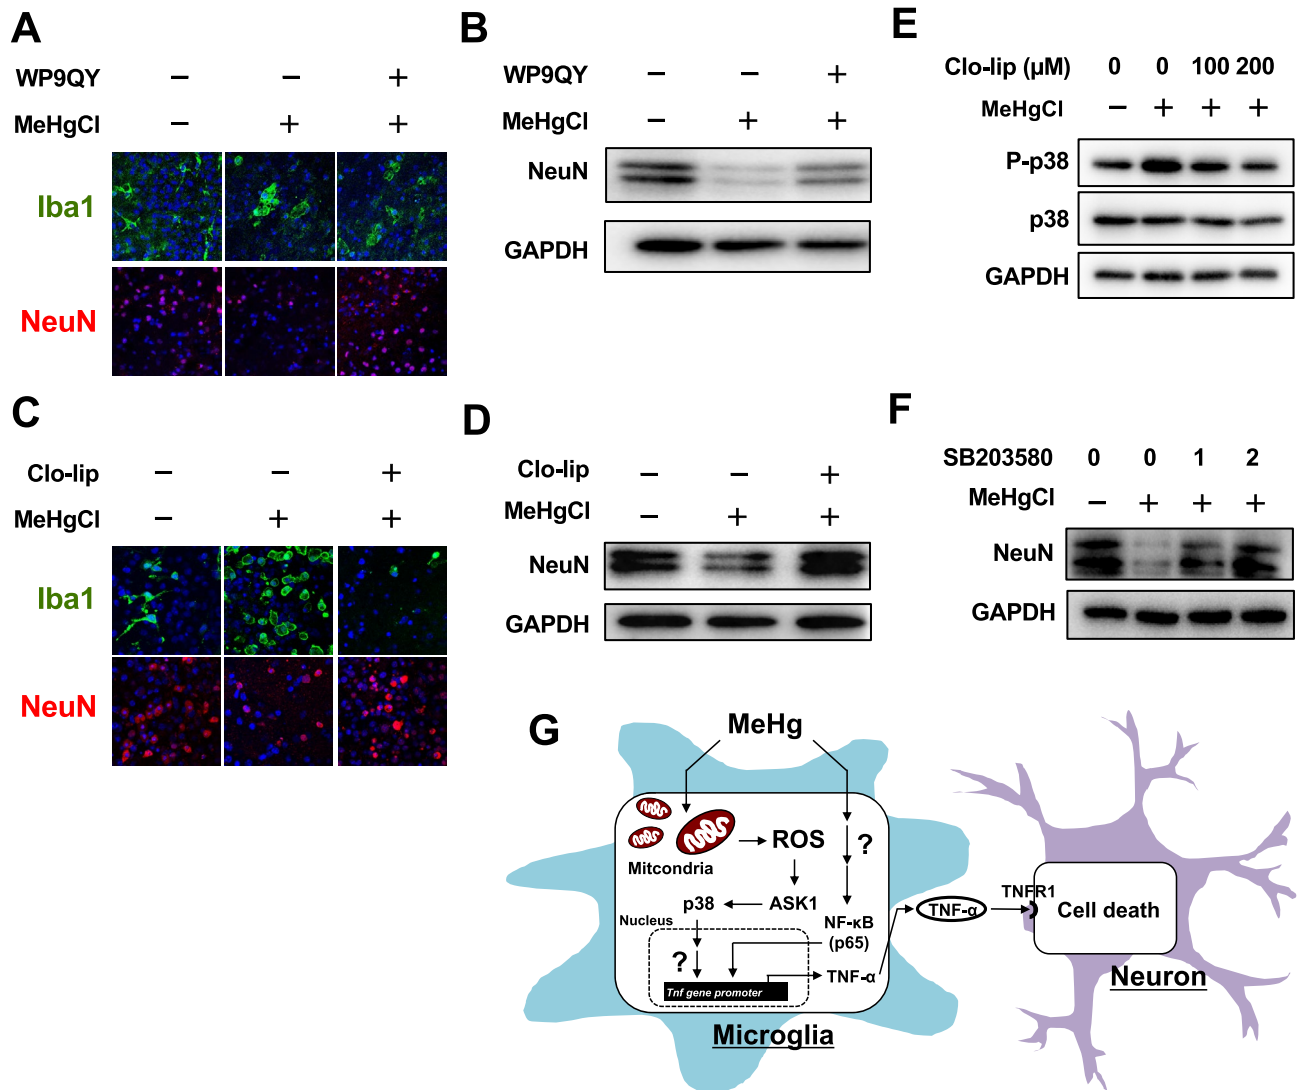 A
WP9QY − − +
MeHgCl − + +
Iba1
NeuN
B
WP9QY − − +
MeHgCl − + +
NeuN
GAPDH
E
Clo-lip (μM) 0 0 100 200
MeHgCl − + + +
P-p38
p38
GAPDH
C
Clo-lip − − +
MeHgCl − + +
Iba1
NeuN
D
Clo-lip − − +
MeHgCl − + +
NeuN
GAPDH
F
SB203580 0 0 1 2
MeHgCl − + + +
NeuN
GAPDH
G
MeHg
Mitcondria
ROS
?
p38
ASK1
Nucleus
NF-κB
(p65)
?
Tnf gene promoter
TNF-α
Microglia
TNF-α
TNFR1
Cell death
Neuron